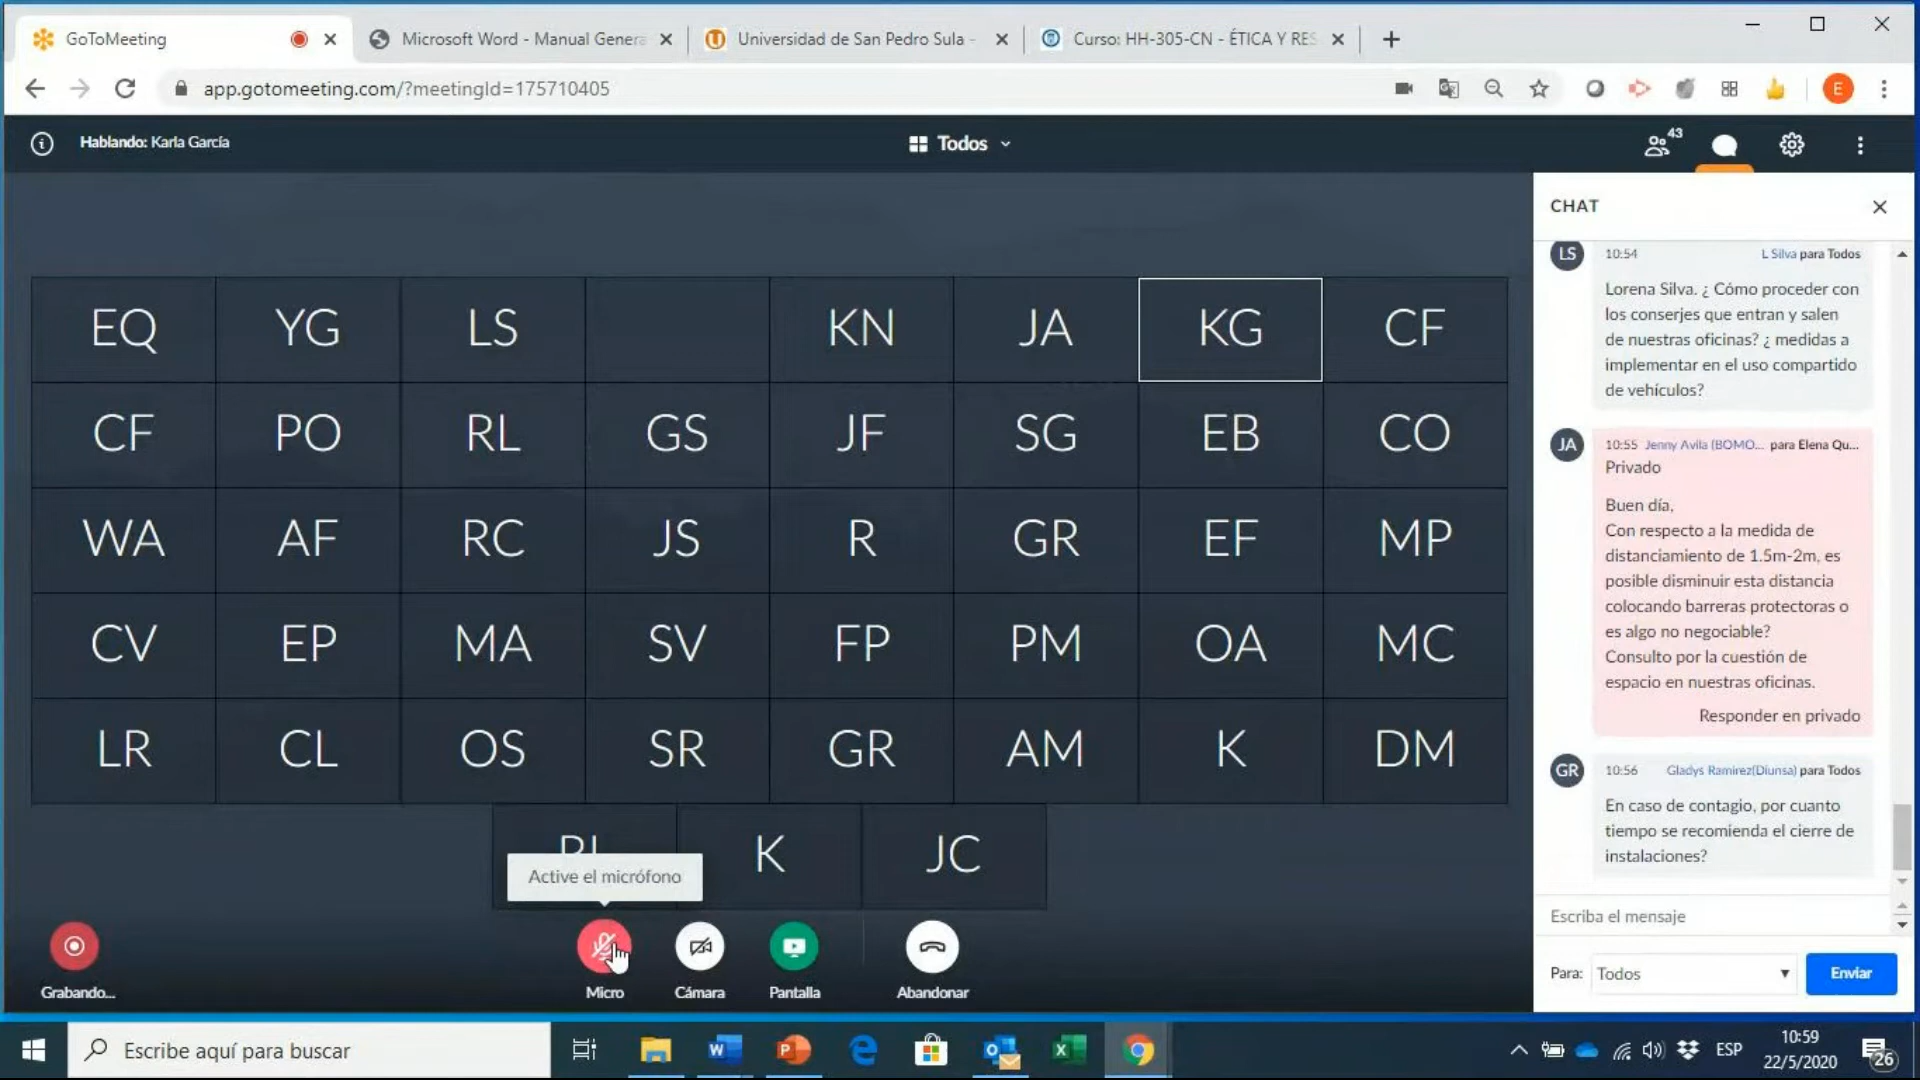 GoToMeeting
Microsoft Word - Manual Genera
Universidad de San Pedro Sula -
Curso: HH-305-CN - ÉTICA Y RES
app.gotomeeting.com/?meetingId=175710405
E
Hablando: Karla García
Todos
43
CHAT
EQ YG LS KN JA KG CF
CF PO RL GS JF SG EB CO
WA AF RC JS R GR EF MP
CV EP MA SV FP PM OA MC
LR CL OS SR GR AM K DM
K JC
Active el micrófono
Grabando...
Micro
Cámara
Pantalla
Abandonar
LS
10:54 L Silva para Todos
Lorena Silva. ¿ Cómo proceder con
los conserjes que entran y salen
de nuestras oficinas? ¿ medidas a
implementar en el uso compartido
de vehículos?
JA
10:55 Jenny Avila (BOMO... para Elena Qu...
Privado
Buen día,
Con respecto a la medida de
distanciamiento de 1.5m-2m, es
posible disminuir esta distancia
colocando barreras protectoras o
es algo no negociable?
Consulto por la cuestión de
espacio en nuestras oficinas.
Responder en privado
GR
10:56 Gladys Ramirez(Diunsa) para Todos
En caso de contagio, por cuanto
tiempo se recomienda el cierre de
instalaciones?
Escriba el mensaje
Para: Todos
Enviar
Escribe aquí para buscar
ESP
10:59
22/5/2020
26